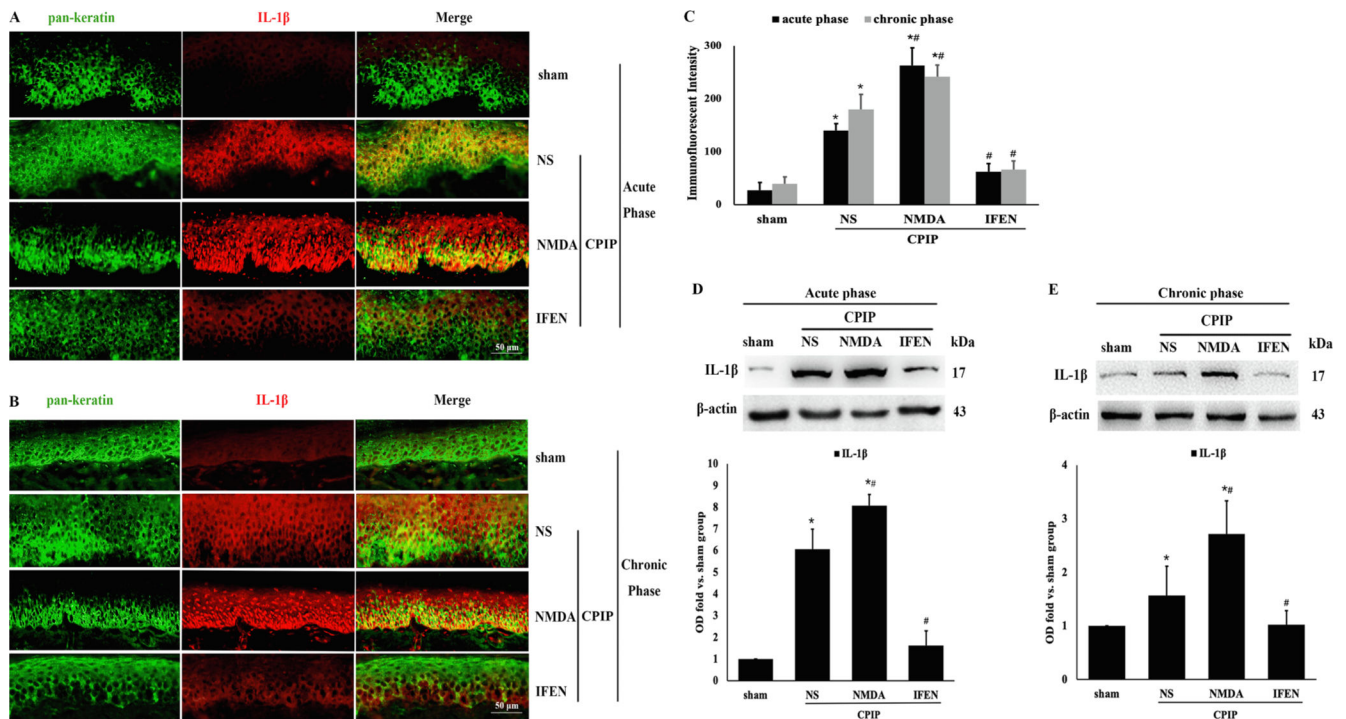 A pan-keratin IL-1β Merge
sham
NS
NMDA
IFEN
CPIP
Acute
Phase
50 μm
B pan-keratin IL-1β Merge
sham
NS
NMDA
IFEN
CPIP
Chronic
Phase
50 μm
C
acute phase chronic phase
Immunofluorescent Intensity
300
200
100
0
* * *# *# # #
sham NS NMDA IFEN
CPIP
D
Acute phase
CPIP
sham NS NMDA IFEN kDa
IL-1β 17
β-actin 43
IL-1β
OD fold vs. sham group
10
9
8
7
6
5
4
3
2
1
0
* *# #
sham NS NMDA IFEN
CPIP
E
Chronic phase
CPIP
sham NS NMDA IFEN kDa
IL-1β 17
β-actin 43
IL-1β
OD fold vs. sham group
4
3
2
1
0
* *# #
sham NS NMDA IFEN
CPIP